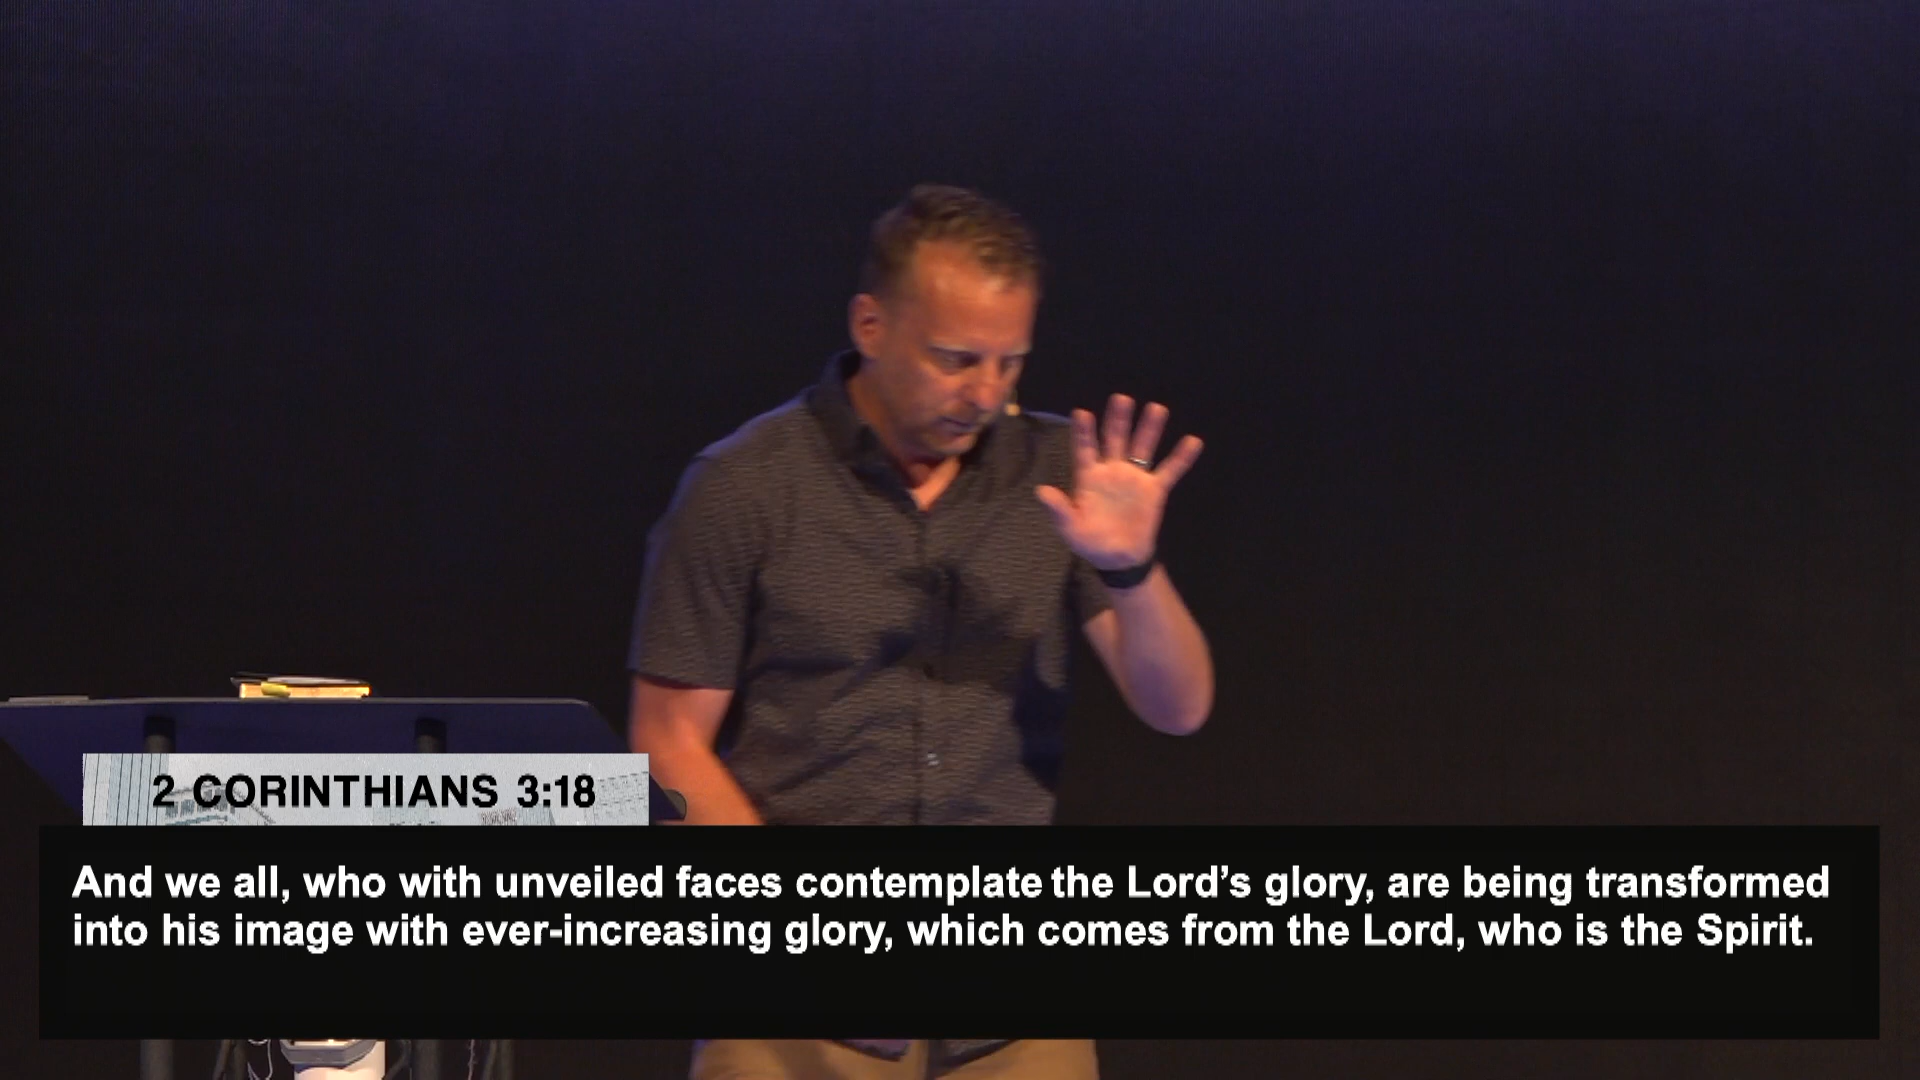 2 CORINTHIANS 3:18
And we all, who with unveiled faces contemplate the Lord’s glory, are being transformed
into his image with ever-increasing glory, which comes from the Lord, who is the Spirit.